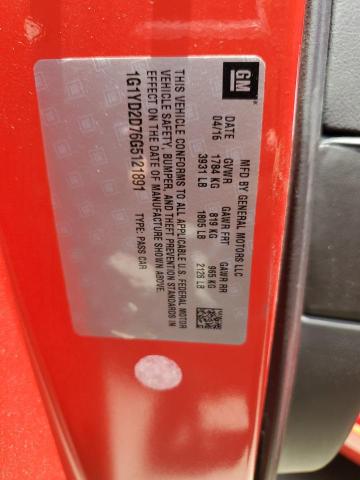 GM
MFD BY GENERAL MOTORS LLC
DATE GVWR GAWR FRT GAWR RR
04/16 1784 KG 819 KG 965 KG
3931 LB 1805 LB 2126 LB
THIS VEHICLE CONFORMS TO ALL APPLICABLE U.S. FEDERAL MOTOR
VEHICLE SAFETY, BUMPER, AND THEFT PREVENTION STANDARDS IN
EFFECT ON THE DATE OF MANUFACTURE SHOWN ABOVE.
1G1YD2D76G5121891 TYPE: PASS CAR